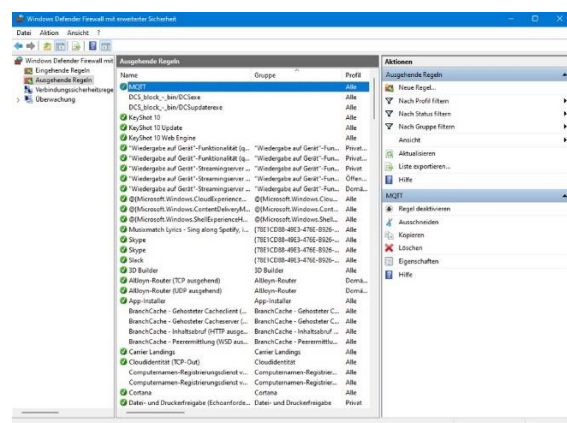 Windows Defender Firewall mit erweiterter Sicherheit
Datei Aktion Ansicht ?
Windows Defender Firewall mit
Eingehende Regeln
Ausgehende Regeln
Verbindungssicherheitsrege
Überwachung
Ausgehende Regeln
Name Gruppe Profil
MQTT Alle
DCS_block_-_bin/DCSexe Alle
DCS_block_-_bin/DCSupdaterexe Alle
KeyShot 10 Alle
KeyShot 10 Update Alle
KeyShot 10 Web Engine Alle
"Wiedergabe auf Gerät"-Funktionalität (q... "Wiedergabe auf Gerät"-Fun... Privat...
"Wiedergabe auf Gerät"-Funktionalität (q... "Wiedergabe auf Gerät"-Fun... Privat...
"Wiedergabe auf Gerät"-Streamingserver ... "Wiedergabe auf Gerät"-Fun... Privat
"Wiedergabe auf Gerät"-Streamingserver ... "Wiedergabe auf Gerät"-Fun... Öffen...
"Wiedergabe auf Gerät"-Streamingserver ... "Wiedergabe auf Gerät"-Fun... Domä...
@{Microsoft.Windows.CloudExperience... @{Microsoft.Windows.Clou... Alle
@{Microsoft.Windows.ContentDeliveryM... @{Microsoft.Windows.Cont... Alle
@{Microsoft.Windows.ShellExperienceH... @{Microsoft.Windows.Shell... Alle
Musixmatch Lyrics - Sing along Spotify, i... {78E1CD88-49E3-476E-B926-... Alle
Skype {78E1CD88-49E3-476E-B926-... Alle
Skype {78E1CD88-49E3-476E-B926-... Alle
Slack {78E1CD88-49E3-476E-B926-... Alle
3D Builder 3D Builder Alle
AllJoyn-Router (TCP ausgehend) AllJoyn-Router Domä...
AllJoyn-Router (UDP ausgehend) AllJoyn-Router Domä...
App-Installer App-Installer Alle
BranchCache - Gehosteter Cacheclient (... BranchCache - Gehosteter C... Alle
BranchCache - Gehosteter Cacheserver (... BranchCache - Gehosteter C... Alle
BranchCache - Inhaltsabruf (HTTP ausge... BranchCache - Inhaltsabruf ... Alle
BranchCache - Peerermittlung (WSD aus... BranchCache - Peerermittlu... Alle
Carrier Landings Carrier Landings Alle
Cloudidentität (TCP-Out) Cloudidentität Alle
Computernamen-Registrierungsdienst v... Computernamen-Registrier... Alle
Computernamen-Registrierungsdienst v... Computernamen-Registrier... Alle
Cortana Cortana Alle
Datei- und Druckerfreigabe (Echoanforde... Datei- und Druckerfreigabe Privat
Aktionen
Ausgehende Regeln
Neue Regel...
Nach Profil filtern
Nach Status filtern
Nach Gruppe filtern
Ansicht
Aktualisieren
Liste exportieren...
Hilfe
MQTT
Regel deaktivieren
Ausschneiden
Kopieren
Löschen
Eigenschaften
Hilfe